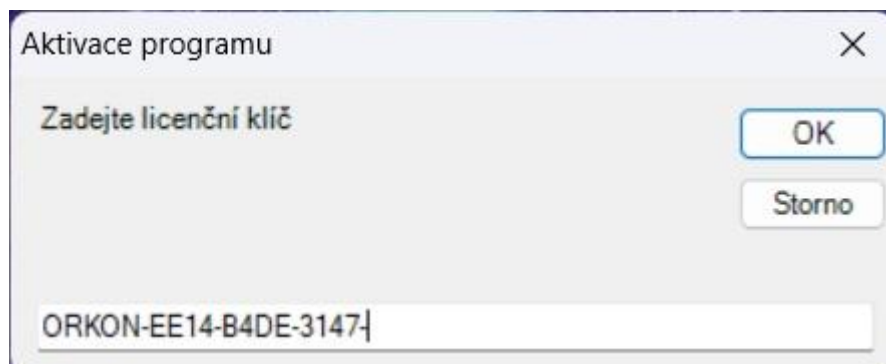 Aktivace programu
Zadejte licenční klíč
OK
Storno
ORKON-EE14-B4DE-3147-